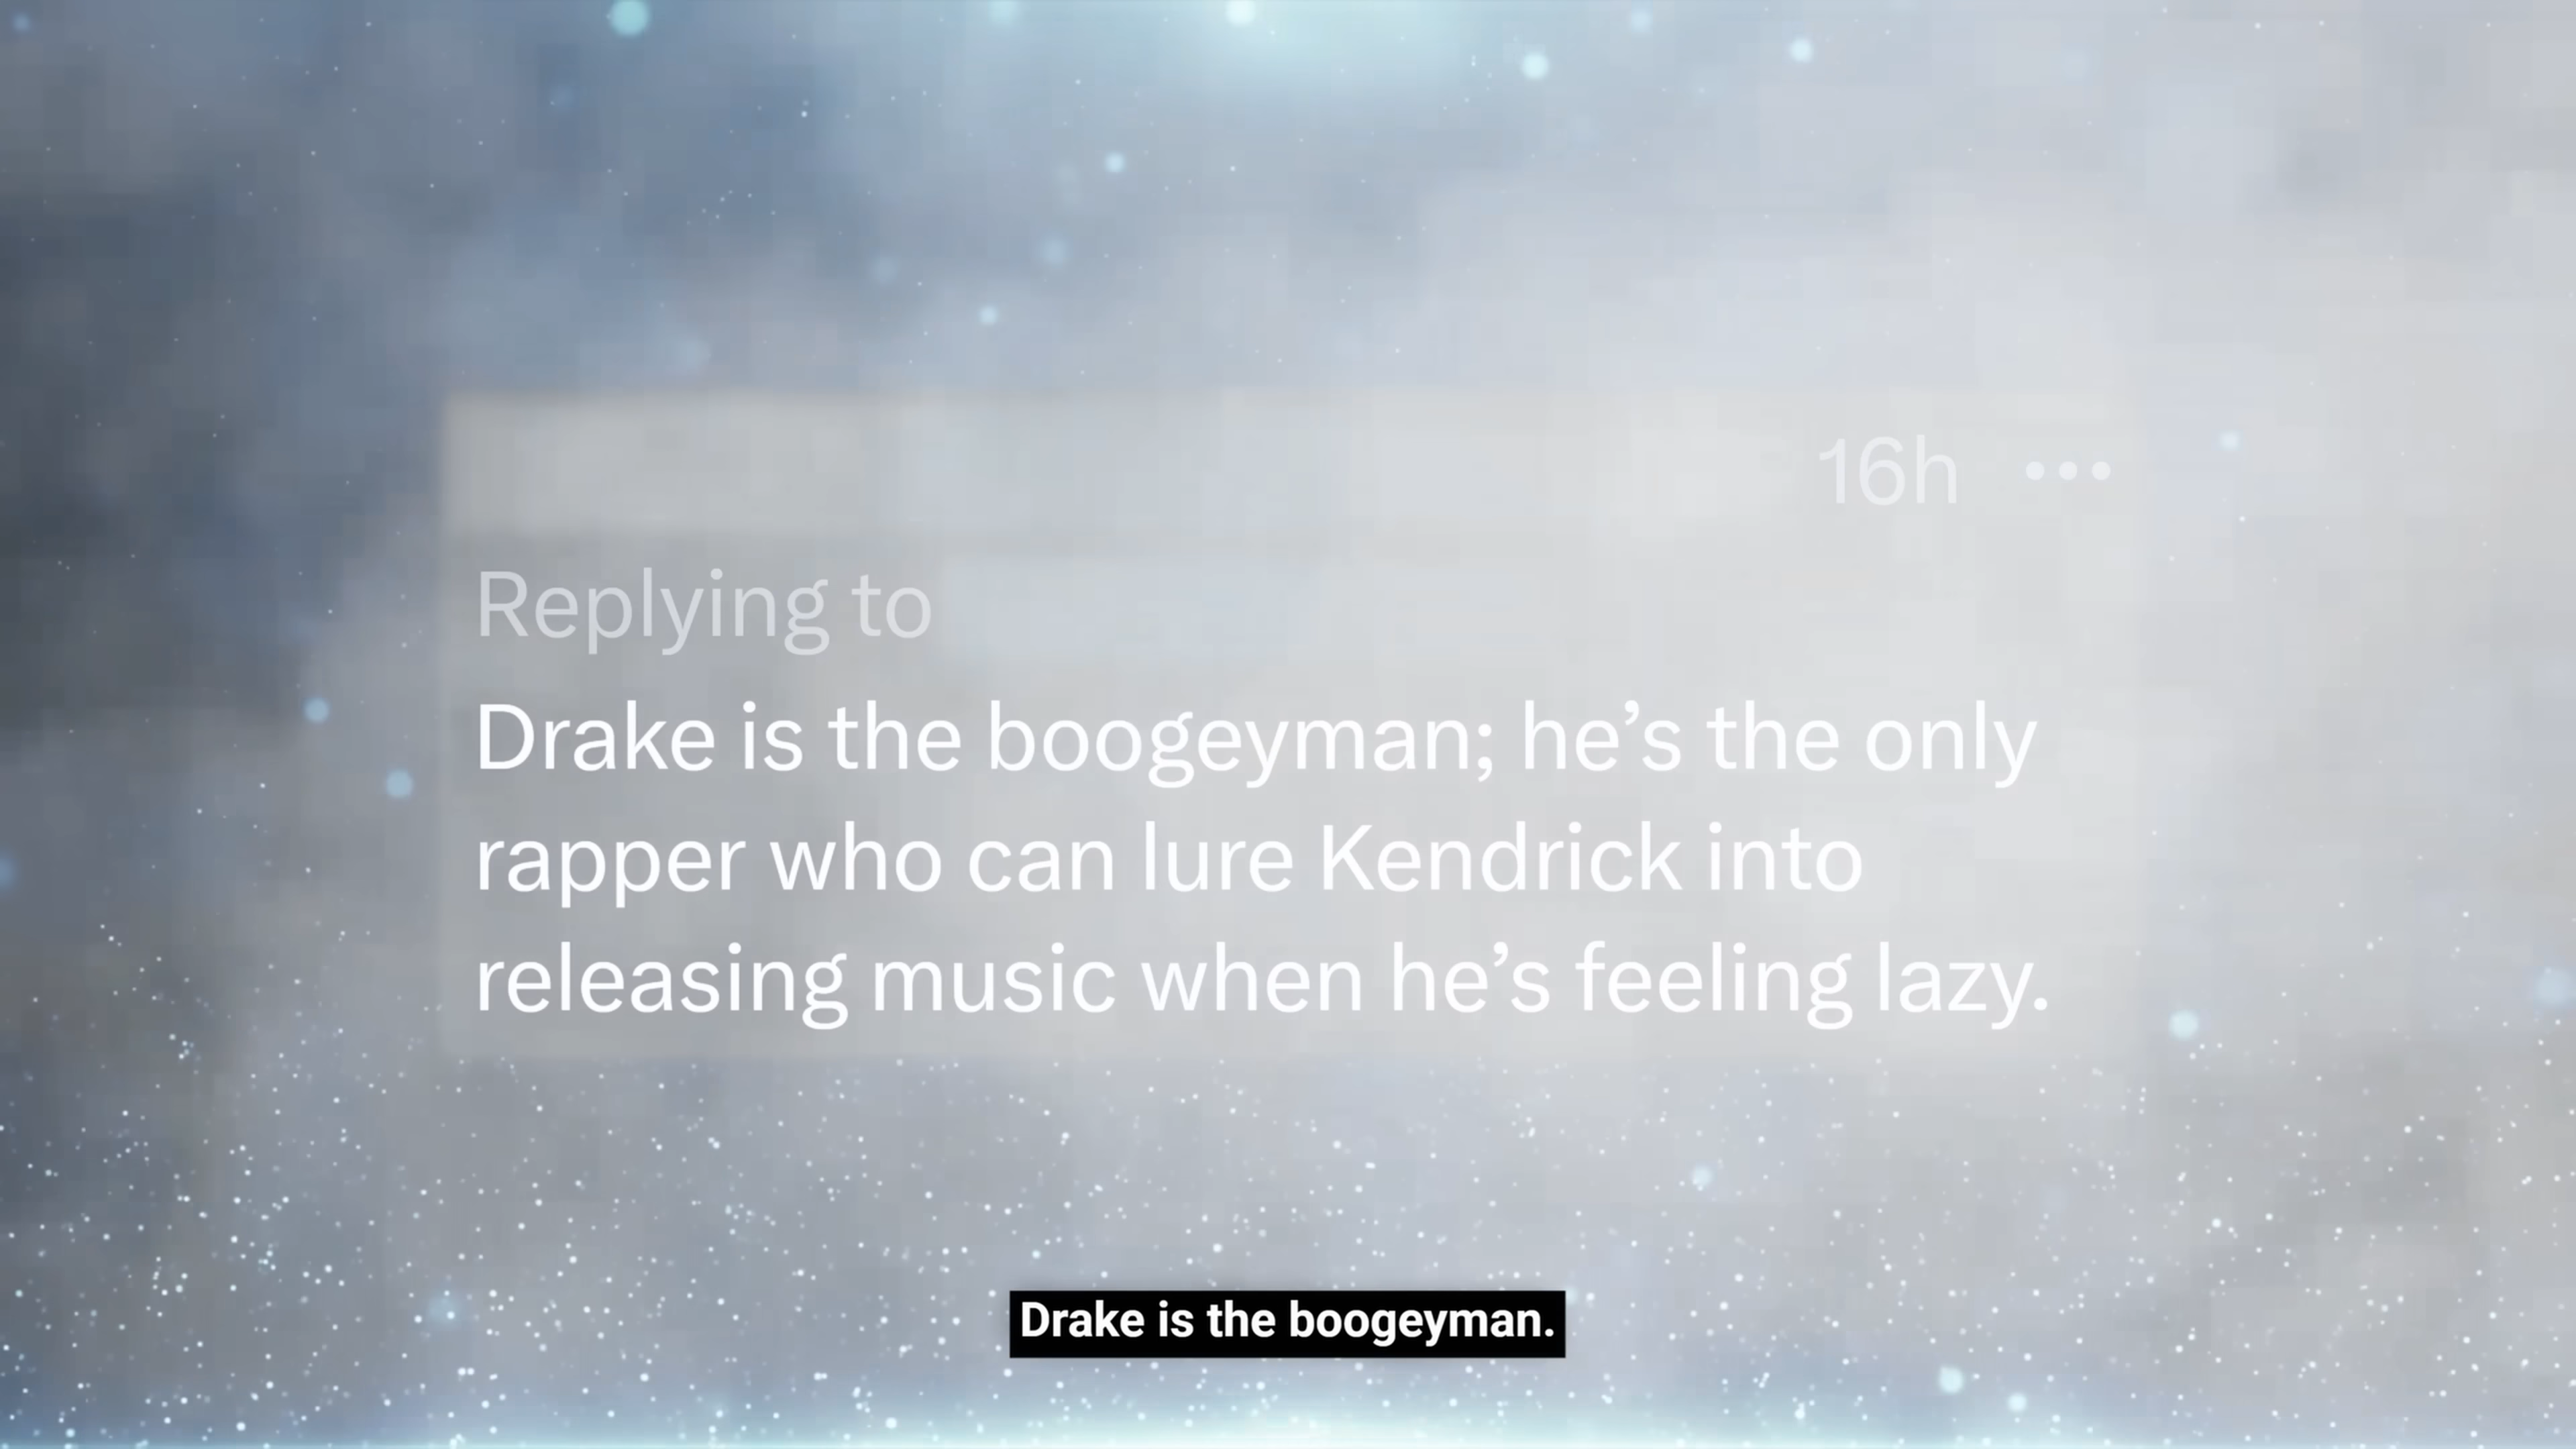 16h •••
Replying to
Drake is the boogeyman; he’s the only
rapper who can lure Kendrick into
releasing music when he’s feeling lazy.
Drake is the boogeyman.